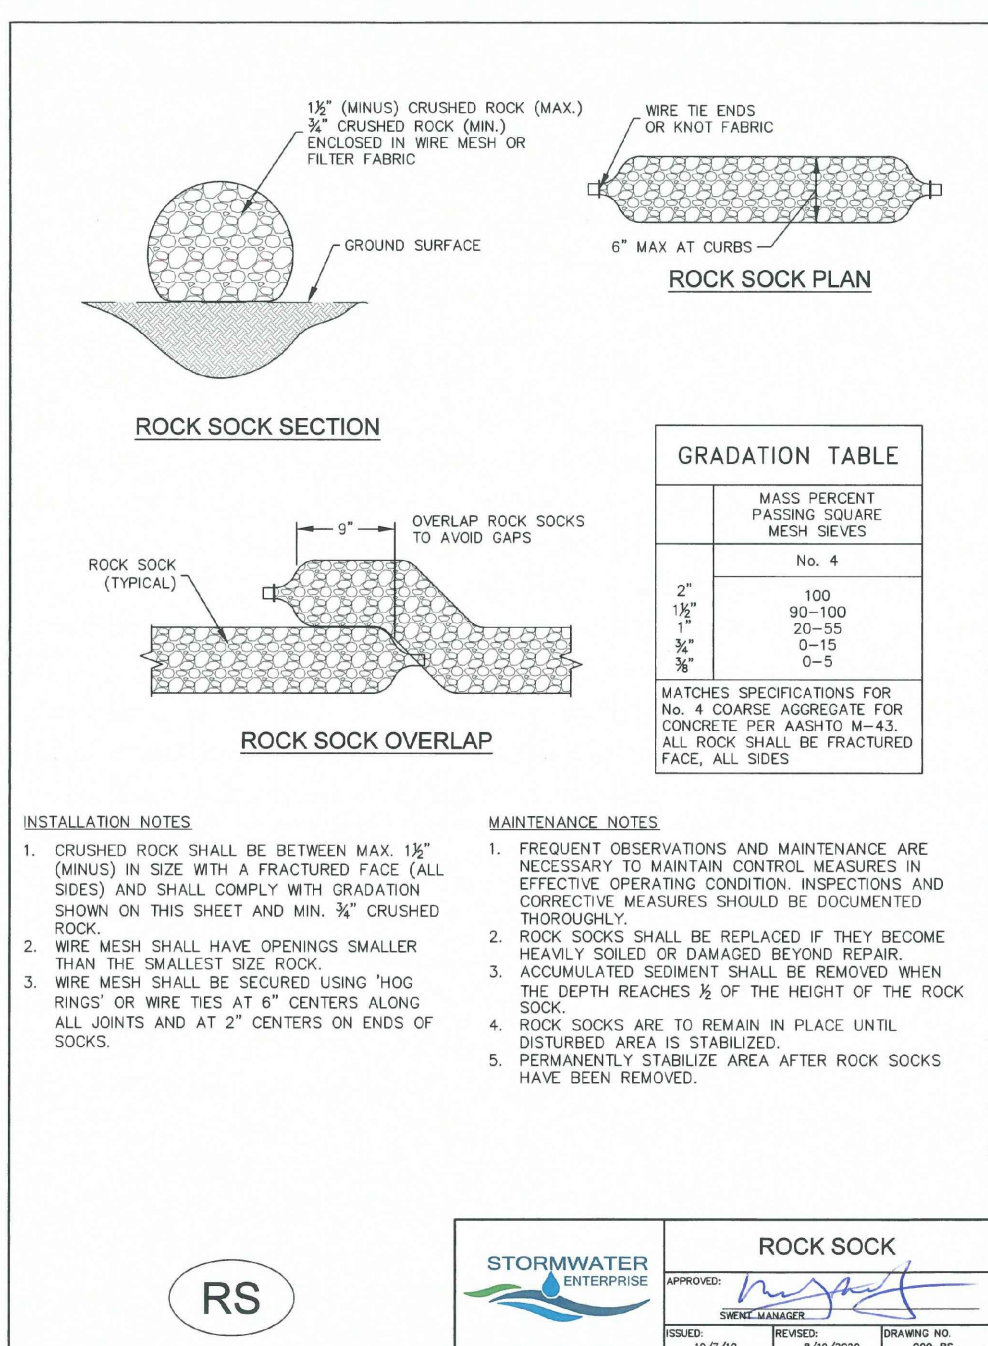 1½" (MINUS) CRUSHED ROCK (MAX.)
¾" CRUSHED ROCK (MIN.)
ENCLOSED IN WIRE MESH OR
FILTER FABRIC
GROUND SURFACE
ROCK SOCK SECTION
WIRE TIE ENDS
OR KNOT FABRIC
6" MAX AT CURBS
ROCK SOCK PLAN
9"
OVERLAP ROCK SOCKS
TO AVOID GAPS
ROCK SOCK
(TYPICAL)
ROCK SOCK OVERLAP
GRADATION TABLE
MASS PERCENT
PASSING SQUARE
MESH SIEVES
No. 4
2" 100
1½" 90-100
1" 20-55
¾" 0-15
⅜" 0-5
MATCHES SPECIFICATIONS FOR
No. 4 COARSE AGGREGATE FOR
CONCRETE PER AASHTO M-43.
ALL ROCK SHALL BE FRACTURED
FACE, ALL SIDES
INSTALLATION NOTES
1. CRUSHED ROCK SHALL BE BETWEEN MAX. 1½"
(MINUS) IN SIZE WITH A FRACTURED FACE (ALL
SIDES) AND SHALL COMPLY WITH GRADATION
SHOWN ON THIS SHEET AND MIN. ¾" CRUSHED
ROCK.
2. WIRE MESH SHALL HAVE OPENINGS SMALLER
THAN THE SMALLEST SIZE ROCK.
3. WIRE MESH SHALL BE SECURED USING 'HOG
RINGS' OR WIRE TIES AT 6" CENTERS ALONG
ALL JOINTS AND AT 2" CENTERS ON ENDS OF
SOCKS.
MAINTENANCE NOTES
1. FREQUENT OBSERVATIONS AND MAINTENANCE ARE
NECESSARY TO MAINTAIN CONTROL MEASURES IN
EFFECTIVE OPERATING CONDITION. INSPECTIONS AND
CORRECTIVE MEASURES SHOULD BE DOCUMENTED
THOROUGHLY.
2. ROCK SOCKS SHALL BE REPLACED IF THEY BECOME
HEAVILY SOILED OR DAMAGED BEYOND REPAIR.
3. ACCUMULATED SEDIMENT SHALL BE REMOVED WHEN
THE DEPTH REACHES ½ OF THE HEIGHT OF THE ROCK
SOCK.
4. ROCK SOCKS ARE TO REMAIN IN PLACE UNTIL
DISTURBED AREA IS STABILIZED.
5. PERMANENTLY STABILIZE AREA AFTER ROCK SOCKS
HAVE BEEN REMOVED.
RS
STORMWATER
ENTERPRISE
ROCK SOCK
APPROVED:
SWENT MANAGER
ISSUED:
REVISED:
DRAWING NO.